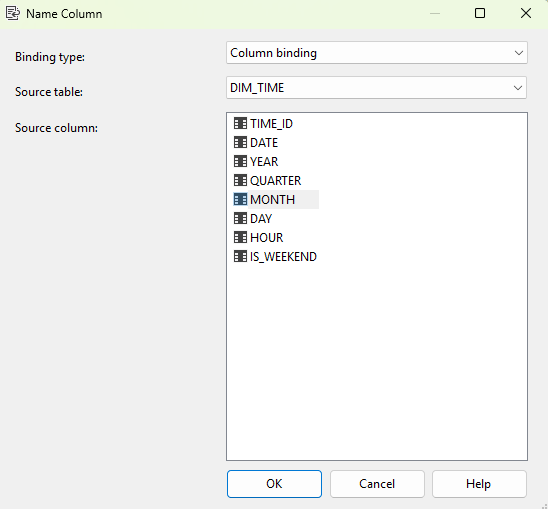 Name Column
Binding type:
Column binding
Source table:
DIM_TIME
Source column:
TIME_ID
DATE
YEAR
QUARTER
MONTH
DAY
HOUR
IS_WEEKEND
OK
Cancel
Help